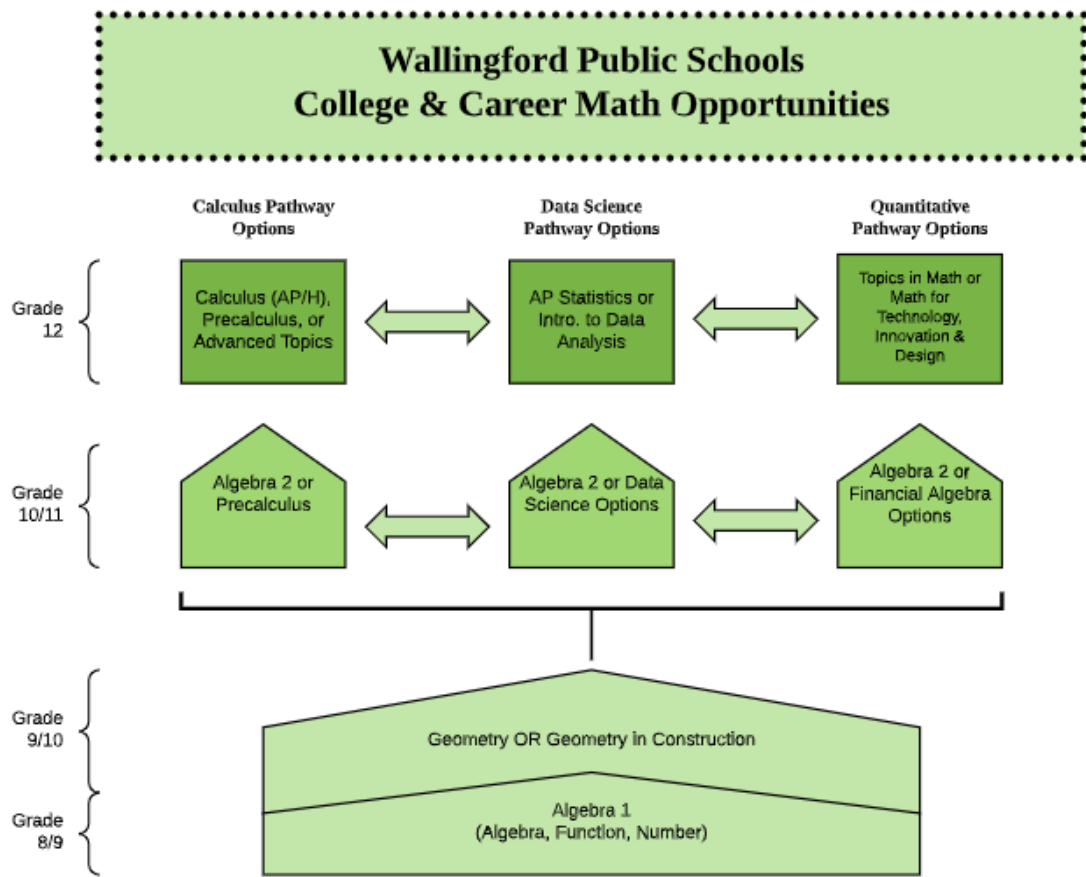 Wallingford Public Schools
College & Career Math Opportunities
Calculus Pathway
Options
Data Science
Pathway Options
Quantitative
Pathway Options
Grade
12
Calculus (AP/H),
Precalculus, or
Advanced Topics
AP Statistics or
Intro. to Data
Analysis
Topics in Math or
Math for
Technology,
Innovation &
Design
Grade
10/11
Algebra 2 or
Precalculus
Algebra 2 or Data
Science Options
Algebra 2 or
Financial Algebra
Options
Grade
9/10
Geometry OR Geometry in Construction
Grade
8/9
Algebra 1
(Algebra, Function, Number)